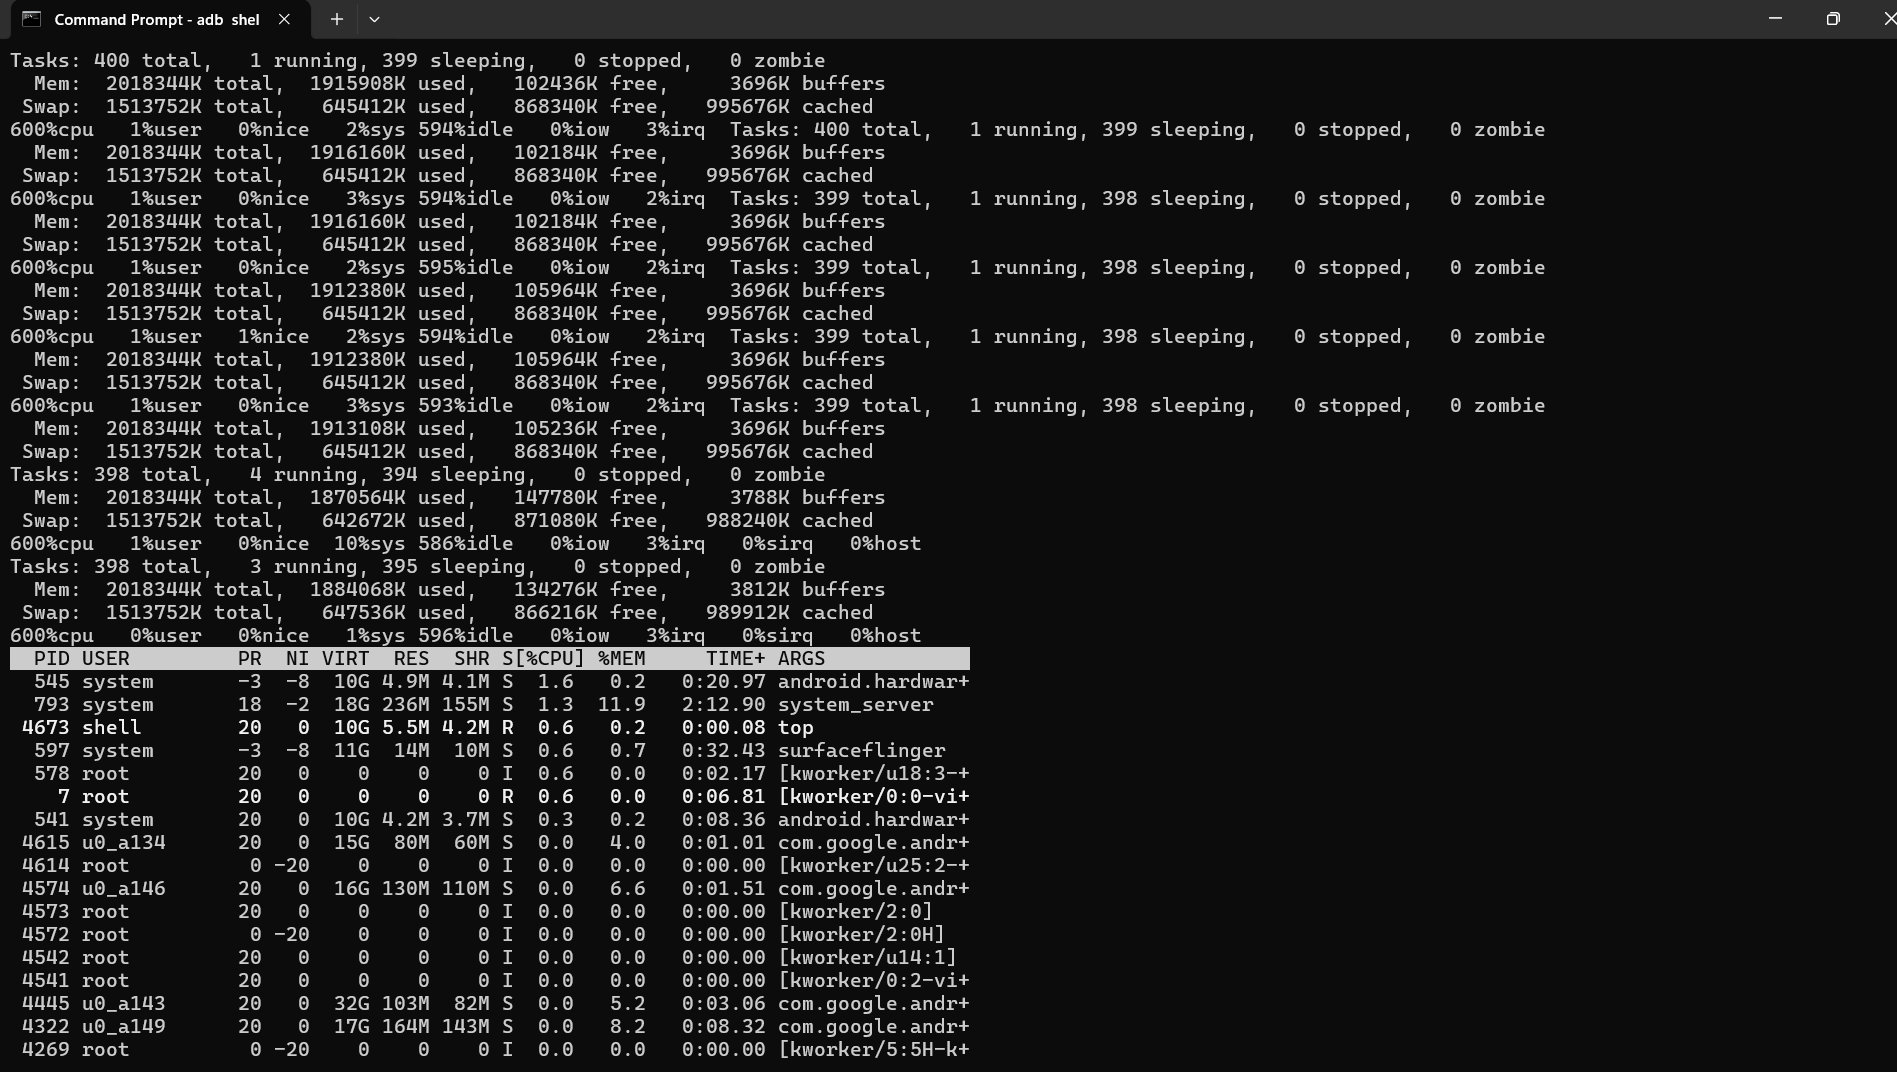 Command Prompt - adb  shel
Tasks: 400 total,   1 running, 399 sleeping,   0 stopped,   0 zombie
  Mem:  2018344K total,  1915908K used,   102436K free,     3696K buffers
 Swap:  1513752K total,   645412K used,   868340K free,   995676K cached
600%cpu   1%user   0%nice   2%sys 594%idle   0%iow   3%irq  Tasks: 400 total,   1 running, 399 sleeping,   0 stopped,   0 zombie
  Mem:  2018344K total,  1916160K used,   102184K free,     3696K buffers
 Swap:  1513752K total,   645412K used,   868340K free,   995676K cached
600%cpu   1%user   0%nice   3%sys 594%idle   0%iow   2%irq  Tasks: 399 total,   1 running, 398 sleeping,   0 stopped,   0 zombie
  Mem:  2018344K total,  1916160K used,   102184K free,     3696K buffers
 Swap:  1513752K total,   645412K used,   868340K free,   995676K cached
600%cpu   1%user   0%nice   2%sys 595%idle   0%iow   2%irq  Tasks: 399 total,   1 running, 398 sleeping,   0 stopped,   0 zombie
  Mem:  2018344K total,  1912380K used,   105964K free,     3696K buffers
 Swap:  1513752K total,   645412K used,   868340K free,   995676K cached
600%cpu   1%user   1%nice   2%sys 594%idle   0%iow   2%irq  Tasks: 399 total,   1 running, 398 sleeping,   0 stopped,   0 zombie
  Mem:  2018344K total,  1912380K used,   105964K free,     3696K buffers
 Swap:  1513752K total,   645412K used,   868340K free,   995676K cached
600%cpu   1%user   0%nice   3%sys 593%idle   0%iow   2%irq  Tasks: 399 total,   1 running, 398 sleeping,   0 stopped,   0 zombie
  Mem:  2018344K total,  1913108K used,   105236K free,     3696K buffers
 Swap:  1513752K total,   645412K used,   868340K free,   995676K cached
Tasks: 398 total,   4 running, 394 sleeping,   0 stopped,   0 zombie
  Mem:  2018344K total,  1870564K used,   147780K free,     3788K buffers
 Swap:  1513752K total,   642672K used,   871080K free,   988240K cached
600%cpu   1%user   0%nice  10%sys 586%idle   0%iow   3%irq   0%sirq   0%host
Tasks: 398 total,   3 running, 395 sleeping,   0 stopped,   0 zombie
  Mem:  2018344K total,  1884068K used,   134276K free,     3812K buffers
 Swap:  1513752K total,   647536K used,   866216K free,   989912K cached
600%cpu   0%user   0%nice   1%sys 596%idle   0%iow   3%irq   0%sirq   0%host
  PID USER         PR  NI VIRT  RES  SHR S[%CPU] %MEM     TIME+ ARGS
  545 system       -3  -8  10G 4.9M 4.1M S  1.6   0.2   0:20.97 android.hardwar+
  793 system       18  -2  18G 236M 155M S  1.3  11.9   2:12.90 system_server
 4673 shell        20   0  10G 5.5M 4.2M R  0.6   0.2   0:00.08 top
  597 system       -3  -8  11G  14M  10M S  0.6   0.7   0:32.43 surfaceflinger
  578 root         20   0    0    0    0 I  0.6   0.0   0:02.17 [kworker/u18:3-+
    7 root         20   0    0    0    0 R  0.6   0.0   0:06.81 [kworker/0:0-vi+
  541 system       20   0  10G 4.2M 3.7M S  0.3   0.2   0:08.36 android.hardwar+
 4615 u0_a134      20   0  15G  80M  60M S  0.0   4.0   0:01.01 com.google.andr+
 4614 root          0 -20    0    0    0 I  0.0   0.0   0:00.00 [kworker/u25:2-+
 4574 u0_a146      20   0  16G 130M 110M S  0.0   6.6   0:01.51 com.google.andr+
 4573 root         20   0    0    0    0 I  0.0   0.0   0:00.00 [kworker/2:0]
 4572 root          0 -20    0    0    0 I  0.0   0.0   0:00.00 [kworker/2:0H]
 4542 root         20   0    0    0    0 I  0.0   0.0   0:00.00 [kworker/u14:1]
 4541 root         20   0    0    0    0 I  0.0   0.0   0:00.00 [kworker/0:2-vi+
 4445 u0_a143      20   0  32G 103M  82M S  0.0   5.2   0:03.06 com.google.andr+
 4322 u0_a149      20   0  17G 164M 143M S  0.0   8.2   0:08.32 com.google.andr+
 4269 root          0 -20    0    0    0 I  0.0   0.0   0:00.00 [kworker/5:5H-k+